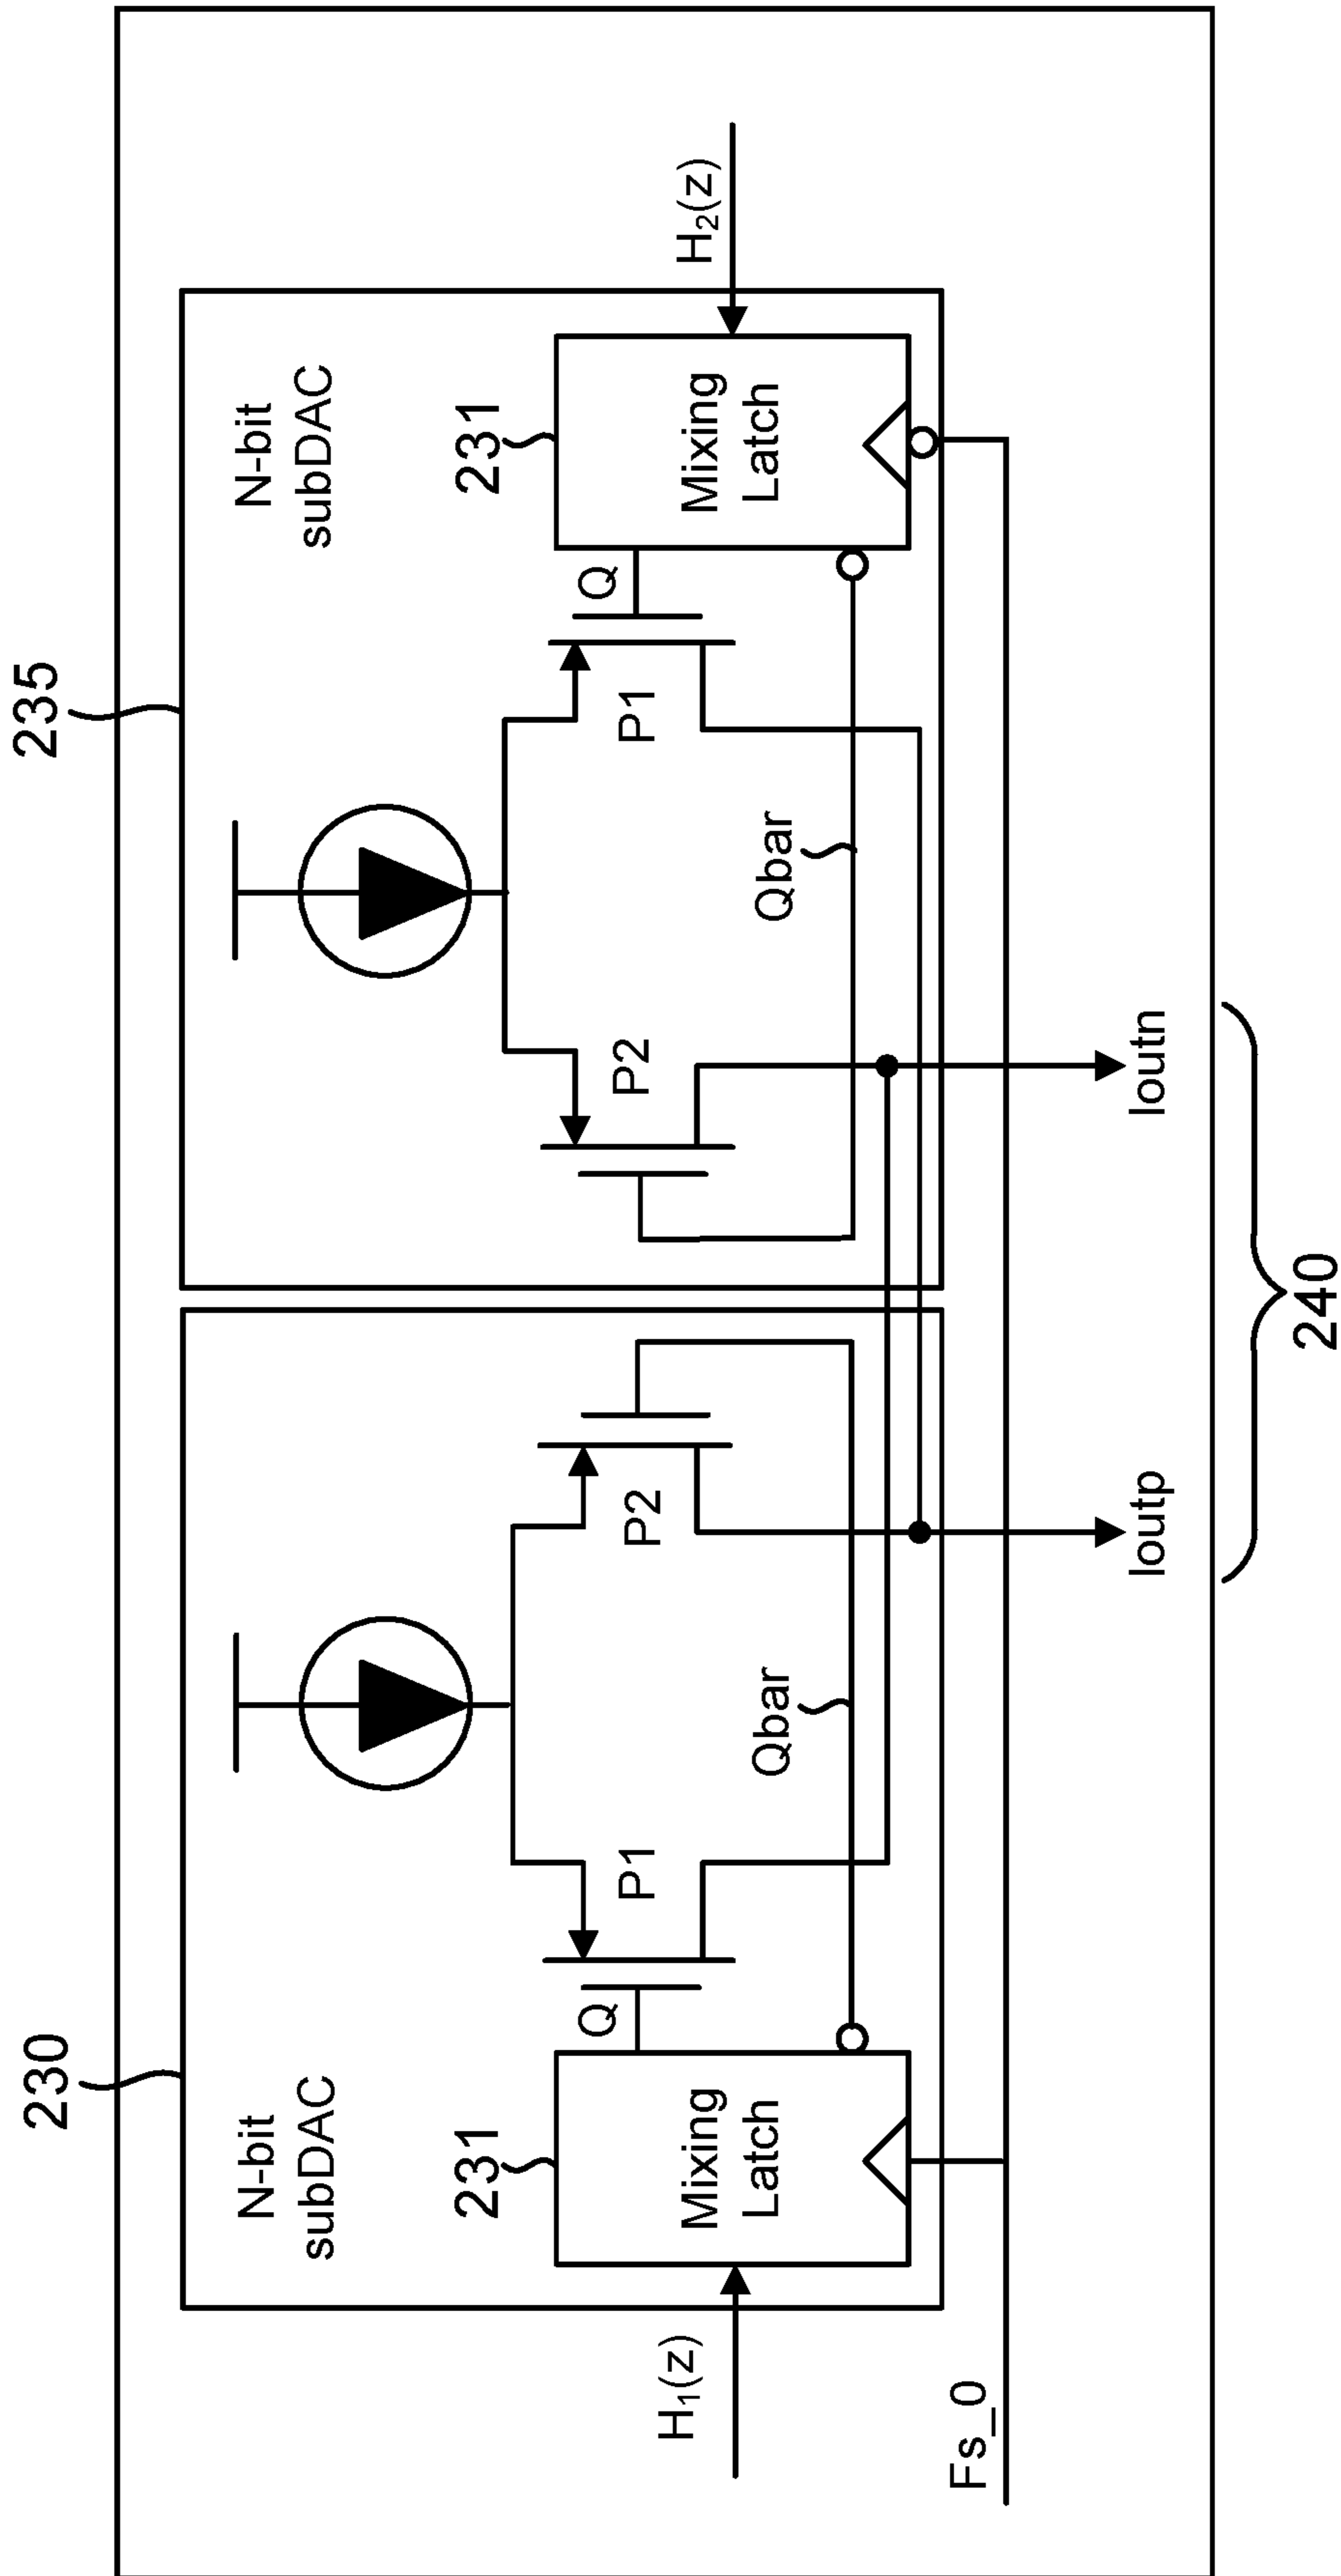 230
235
N-bit
subDAC
N-bit
subDAC
231
231
Mixing
Latch
Q
P1
P2
P2
P1
Q
Mixing
Latch
H₁(z)
H₂(z)
Qbar
Qbar
Fs_0
Ioutp
Ioutn
240